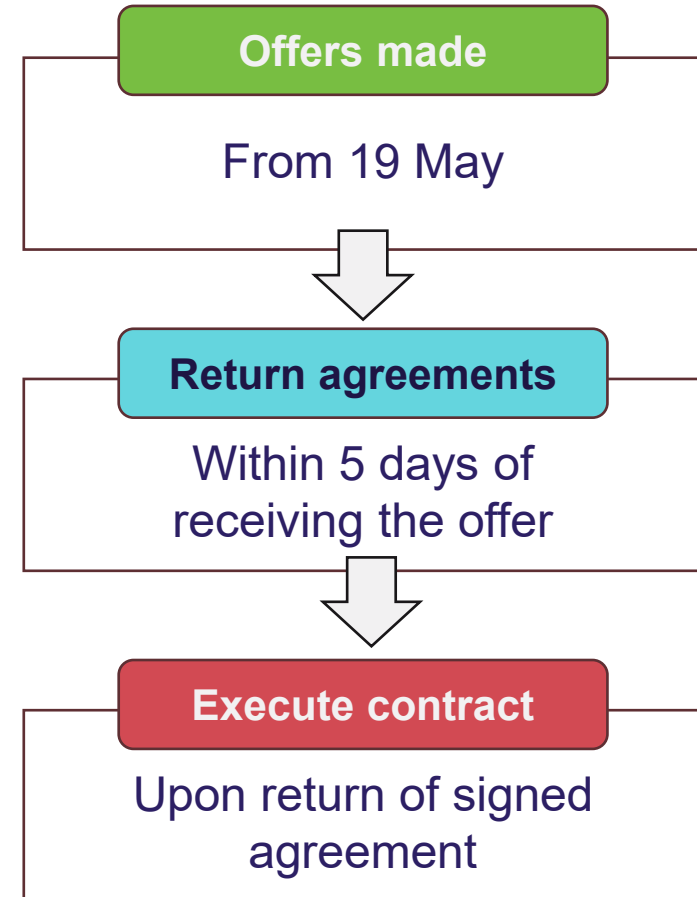 Offers made
From 19 May
Return agreements
Within 5 days of
receiving the offer
Execute contract
Upon return of signed
agreement